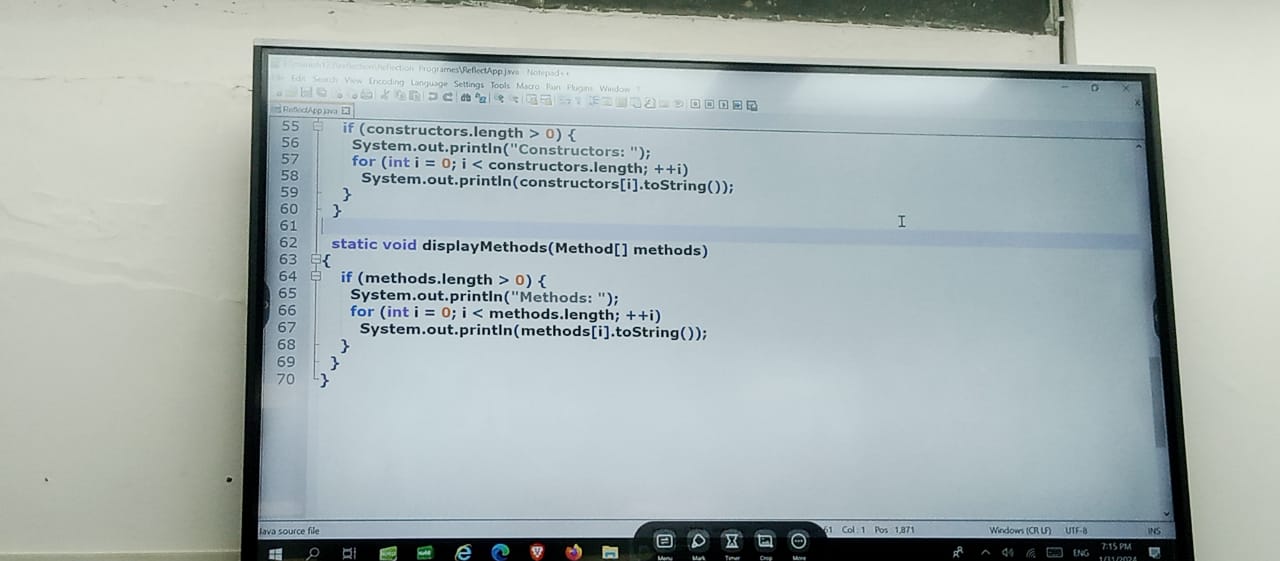 Programes\ReflectApp.java - Notepad++
Edit Search View Encoding Language Settings Tools Macro Run Plugins Window ?
ReflectApp.java
55 if (constructors.length > 0) {
56 System.out.println("Constructors: ");
57 for (int i = 0; i < constructors.length; ++i)
58 System.out.println(constructors[i].toString());
59 }
60 }
61
62 static void displayMethods(Method[] methods)
63 {
64 if (methods.length > 0) {
65 System.out.println("Methods: ");
66 for (int i = 0; i < methods.length; ++i)
67 System.out.println(methods[i].toString());
68 }
69 }
70 }
Java source file 61 Col : 1 Pos : 1,871 Windows (CR LF) UTF-8 INS
Menu Mark Timer Crop More
ENG 7:15 PM
1/31/2024